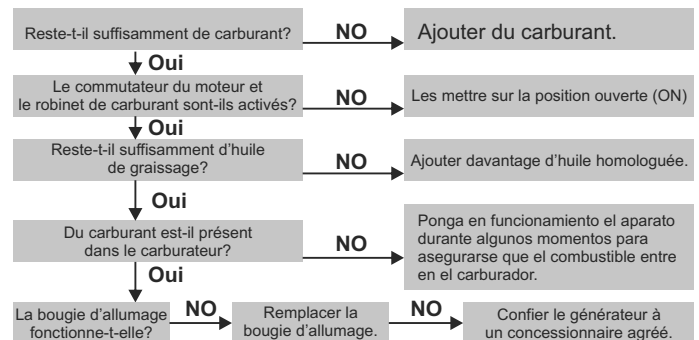 Reste-t-il suffisamment de carburant?
NO
Ajouter du carburant.
Oui
Le commutateur du moteur et
le robinet de carburant sont-ils activés?
NO
Les mettre sur la position ouverte (ON)
Oui
Reste-t-il suffisamment d'huile
de graissage?
NO
Ajouter davantage d'huile homologuée.
Oui
Du carburant est-il présent
dans le carburateur?
NO
Ponga en funcionamiento el aparato
durante algunos momentos para
asegurarse que el combustible entre
en el carburador.
Oui
La bougie d'allumage
fonctionne-t-elle?
NO
Remplacer la
bougie d'allumage.
NO
Confier le générateur à
un concessionnaire agréé.